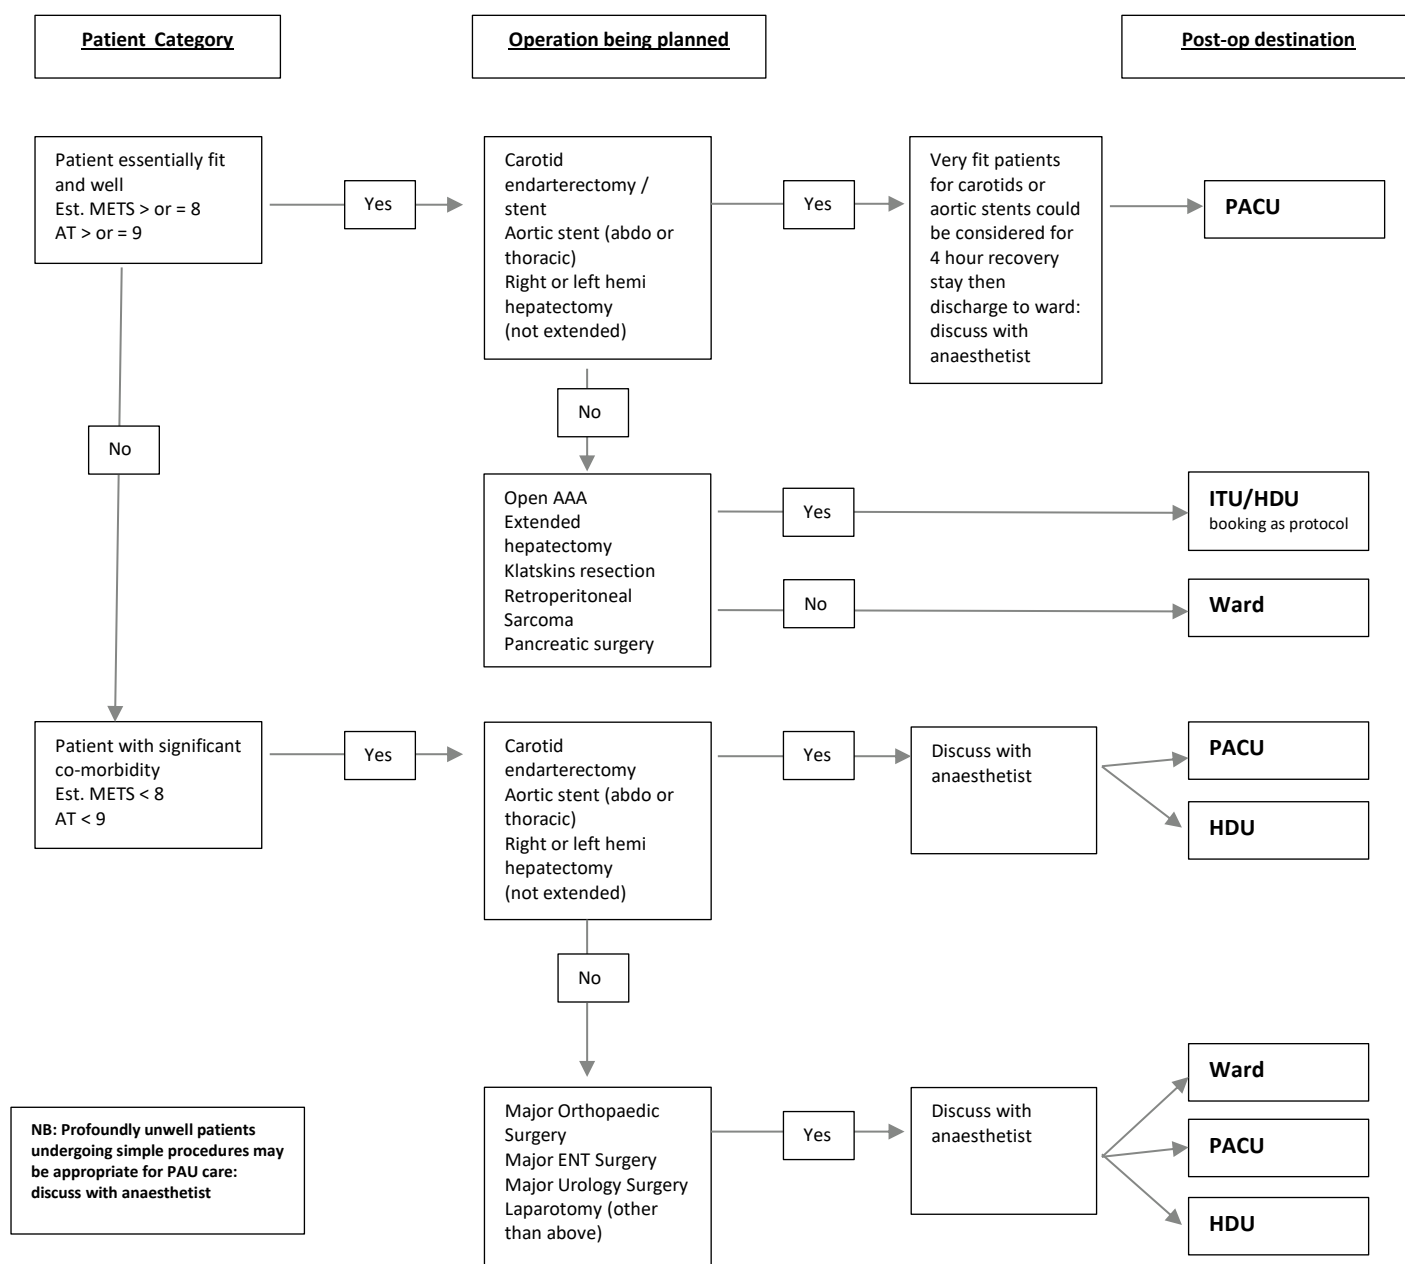 Patient Category
Operation being planned
Post-op destination
Patient essentially fit
and well
Est. METS > or = 8
AT > or = 9
Yes
Carotid
endarterectomy /
stent
Aortic stent (abdo or
thoracic)
Right or left hemi
hepatectomy
(not extended)
Yes
Very fit patients
for carotids or
aortic stents could
be considered for
4 hour recovery
stay then
discharge to ward:
discuss with
anaesthetist
PACU
No
No
Open AAA
Extended
hepatectomy
Klatskins resection
Retroperitoneal
Sarcoma
Pancreatic surgery
Yes
ITU/HDU
booking as protocol
No
Ward
Patient with significant
co-morbidity
Est. METS < 8
AT < 9
Yes
Carotid
endarterectomy
Aortic stent (abdo or
thoracic)
Right or left hemi
hepatectomy
(not extended)
Yes
Discuss with
anaesthetist
PACU
HDU
No
Major Orthopaedic
Surgery
Major ENT Surgery
Major Urology Surgery
Laparotomy (other
than above)
Yes
Discuss with
anaesthetist
Ward
PACU
HDU
NB: Profoundly unwell patients
undergoing simple procedures may
be appropriate for PAU care:
discuss with anaesthetist